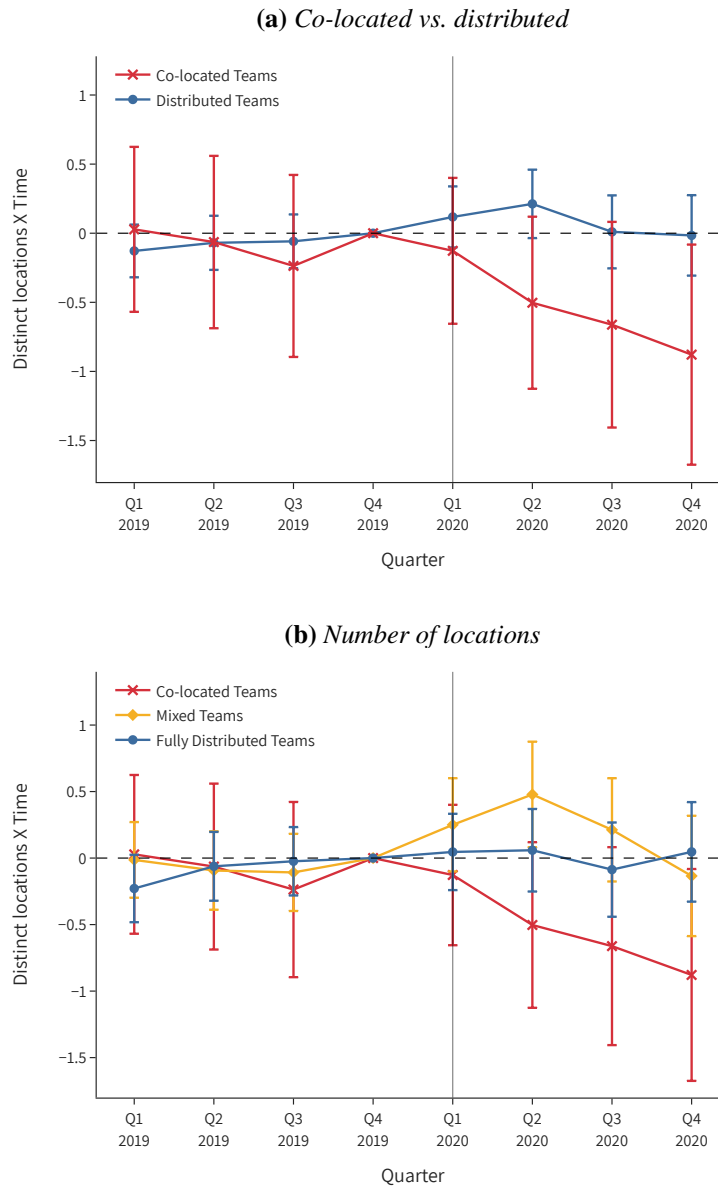 (a) Co-located vs. distributed
Co-located Teams
Distributed Teams
Distinct locations X Time
1
0.5
0
−0.5
−1
−1.5
Q1 Q2 Q3 Q4 Q1 Q2 Q3 Q4
2019 2019 2019 2019 2020 2020 2020 2020
Quarter
(b) Number of locations
Co-located Teams
Mixed Teams
Fully Distributed Teams
Distinct locations X Time
1
0.5
0
−0.5
−1
−1.5
Q1 Q2 Q3 Q4 Q1 Q2 Q3 Q4
2019 2019 2019 2019 2020 2020 2020 2020
Quarter